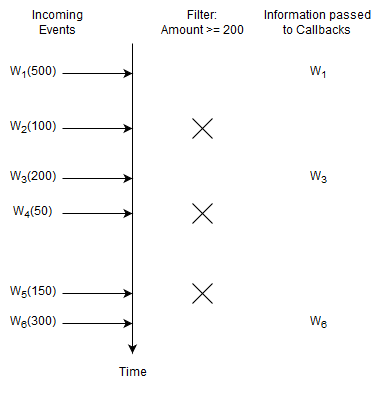 Incoming
Events
Filter:
Amount >= 200
Information passed
to Callbacks
W₁(500)
W₁
W₂(100)
W₃(200)
W₃
W₄(50)
W₅(150)
W₆(300)
W₆
Time